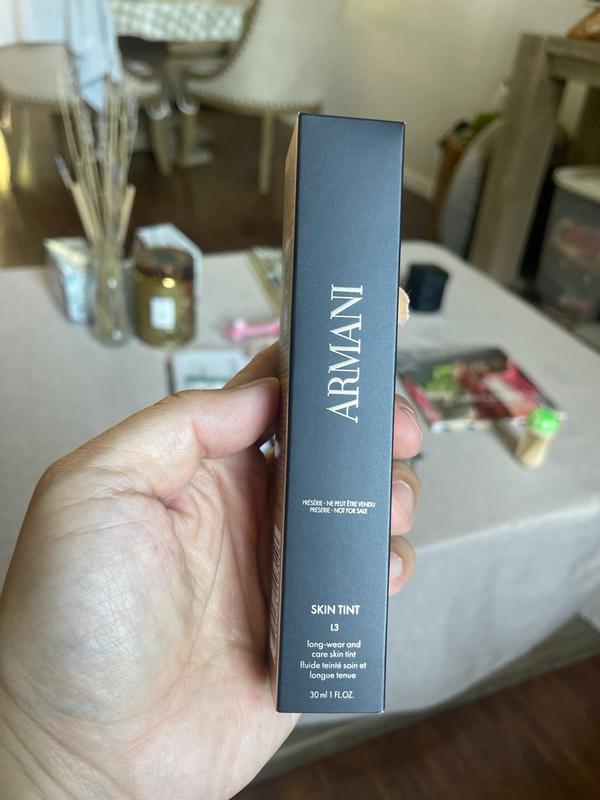 ARMANI
PRÉSÉRIE - NE PEUT ÊTRE VENDU
PRESERIE - NOT FOR SALE
SKIN TINT
L3
long-wear and
care skin tint
fluide teinté soin et
longue tenue
30 ml 1 FL.OZ.